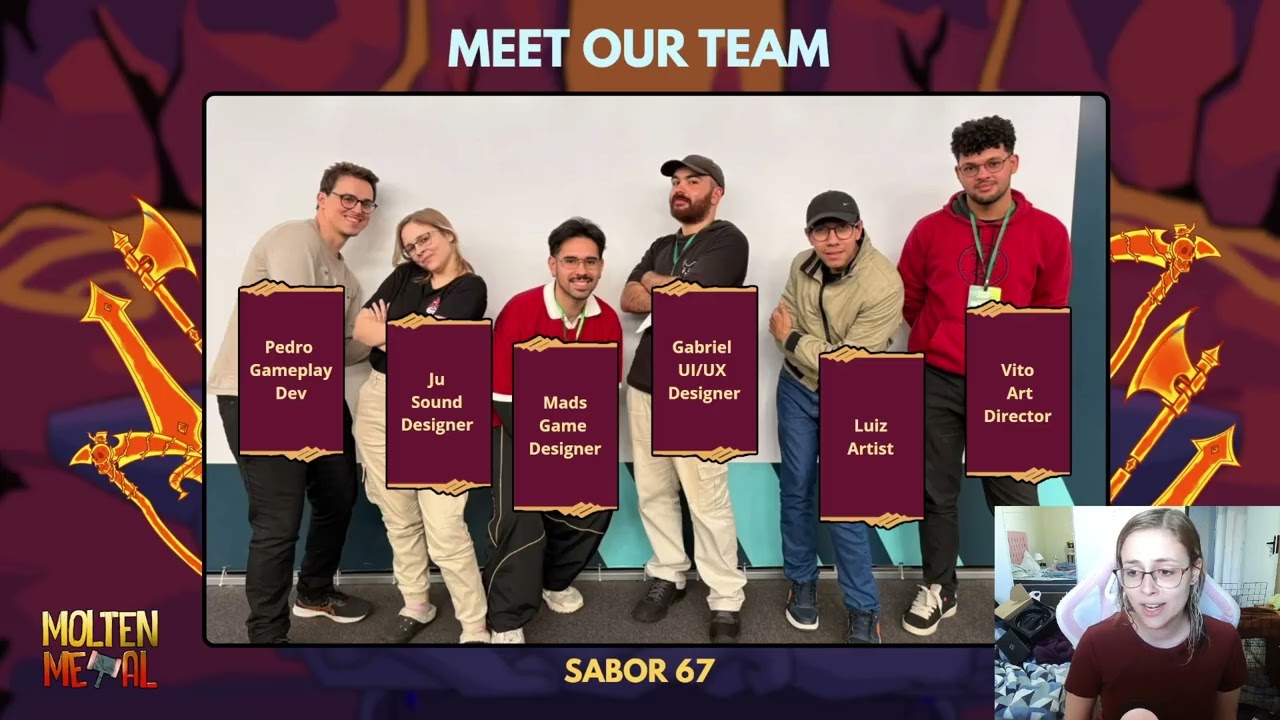 MEET OUR TEAM
Pedro
Gameplay
Dev
Ju
Sound
Designer
Mads
Game
Designer
Gabriel
UI/UX
Designer
Luiz
Artist
Vito
Art
Director
MOLTEN
METAL
SABOR 67